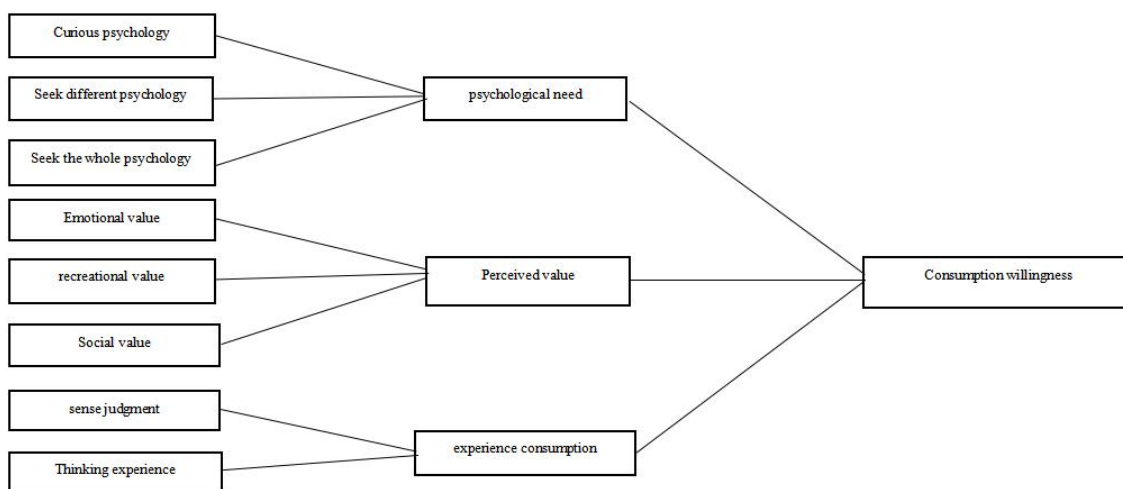 Curious psychology
Seek different psychology
psychological need
Seek the whole psychology
Emotional value
recreational value
Perceived value
Consumption willingness
Social value
sense judgment
experience consumption
Thinking experience